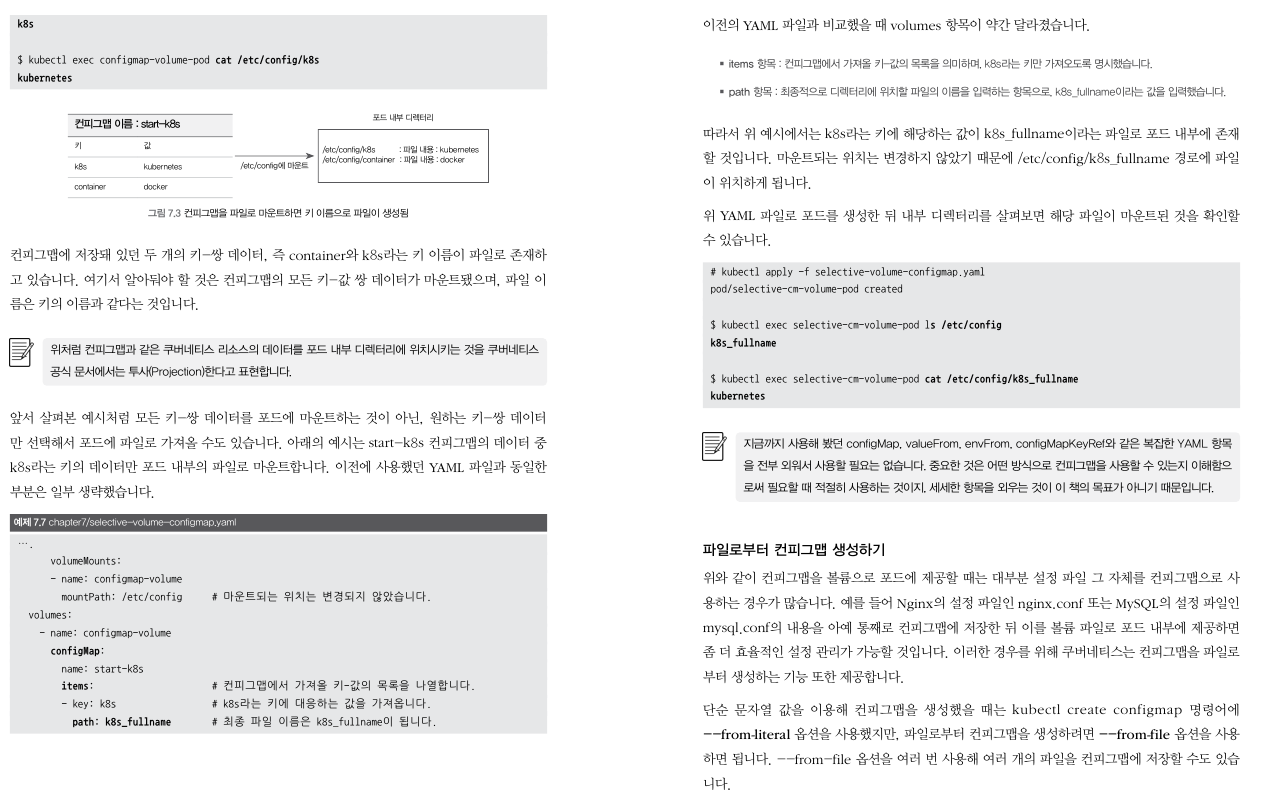 k8s
$ kubectl exec configmap-volume-pod cat /etc/config/k8s
kubernetes
컨피그맵 이름 : start-k8s
키 값
k8s kubernetes
container docker
/etc/config에 마운트
포드 내부 디렉터리
/etc/config/k8s : 파일 내용 : kubernetes
/etc/config/container : 파일 내용 : docker
그림 7.3 컨피그맵을 파일로 마운트하면 키 이름으로 파일이 생성됨
컨피그맵에 저장돼 있던 두 개의 키-쌍 데이터, 즉 container와 k8s라는 키 이름이 파일로 존재하
고 있습니다. 여기서 알아둬야 할 것은 컨피그맵의 모든 키-값 쌍 데이터가 마운트됐으며, 파일 이
름은 키의 이름과 같다는 것입니다.
위처럼 컨피그맵과 같은 쿠버네티스 리소스의 데이터를 포드 내부 디렉터리에 위치시키는 것을 쿠버네티스
공식 문서에서는 투사(Projection)한다고 표현합니다.
앞서 살펴본 예시처럼 모든 키-쌍 데이터를 포드에 마운트하는 것이 아닌, 원하는 키-쌍 데이터
만 선택해서 포드에 파일로 가져올 수도 있습니다. 아래의 예시는 start-k8s 컨피그맵의 데이터 중
k8s라는 키의 데이터만 포드 내부의 파일로 마운트합니다. 이전에 사용했던 YAML 파일과 동일한
부분은 일부 생략했습니다.
예제 7.7 chapter7/selective-volume-configmap.yaml
….
volumeMounts:
- name: configmap-volume
mountPath: /etc/config # 마운트되는 위치는 변경되지 않았습니다.
volumes:
- name: configmap-volume
configMap:
name: start-k8s
items: # 컨피그맵에서 가져올 키-값의 목록을 나열합니다.
- key: k8s # k8s라는 키에 대응하는 값을 가져옵니다.
path: k8s_fullname # 최종 파일 이름은 k8s_fullname이 됩니다.
이전의 YAML 파일과 비교했을 때 volumes 항목이 약간 달라졌습니다.
▪ items 항목 : 컨피그맵에서 가져올 키-값의 목록을 의미하며, k8s라는 키만 가져오도록 명시했습니다.
▪ path 항목 : 최종적으로 디렉터리에 위치할 파일의 이름을 입력하는 항목으로, k8s_fullname이라는 값을 입력했습니다.
따라서 위 예시에서는 k8s라는 키에 해당하는 값이 k8s_fullname이라는 파일로 포드 내부에 존재
할 것입니다. 마운트되는 위치는 변경하지 않았기 때문에 /etc/config/k8s_fullname 경로에 파일
이 위치하게 됩니다.
위 YAML 파일로 포드를 생성한 뒤 내부 디렉터리를 살펴보면 해당 파일이 마운트된 것을 확인할
수 있습니다.
# kubectl apply -f selective-volume-configmap.yaml
pod/selective-cm-volume-pod created
$ kubectl exec selective-cm-volume-pod ls /etc/config
k8s_fullname
$ kubectl exec selective-cm-volume-pod cat /etc/config/k8s_fullname
kubernetes
지금까지 사용해 봤던 configMap, valueFrom, envFrom, configMapKeyRef와 같은 복잡한 YAML 항목
을 전부 외워서 사용할 필요는 없습니다. 중요한 것은 어떤 방식으로 컨피그맵을 사용할 수 있는지 이해함으
로써 필요할 때 적절히 사용하는 것이지, 세세한 항목을 외우는 것이 이 책의 목표가 아니기 때문입니다.
파일로부터 컨피그맵 생성하기
위와 같이 컨피그맵을 볼륨으로 포드에 제공할 때는 대부분 설정 파일 그 자체를 컨피그맵으로 사
용하는 경우가 많습니다. 예를 들어 Nginx의 설정 파일인 nginx.conf 또는 MySQL의 설정 파일인
mysql.conf의 내용을 아예 통째로 컨피그맵에 저장한 뒤 이를 볼륨 파일로 포드 내부에 제공하면
좀 더 효율적인 설정 관리가 가능할 것입니다. 이러한 경우를 위해 쿠버네티스는 컨피그맵을 파일로
부터 생성하는 기능 또한 제공합니다.
단순 문자열 값을 이용해 컨피그맵을 생성했을 때는 kubectl create configmap 명령어에
--from-literal 옵션을 사용했지만, 파일로부터 컨피그맵을 생성하려면 --from-file 옵션을 사용
하면 됩니다. --from-file 옵션을 여러 번 사용해 여러 개의 파일을 컨피그맵에 저장할 수도 있습
니다.